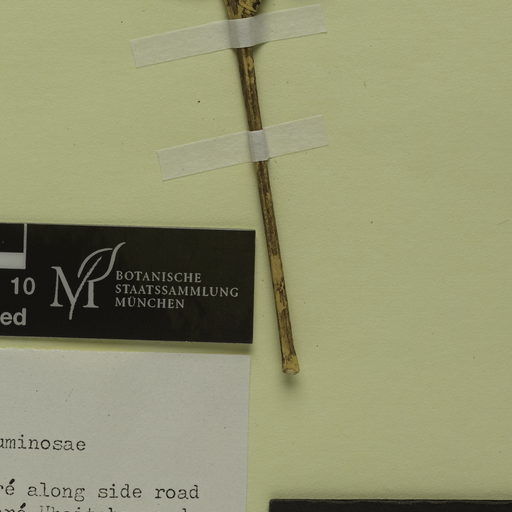 10
ed
M
BOTANISCHE
STAATSSAMMLUNG
MÜNCHEN
uminosae
ré along side road